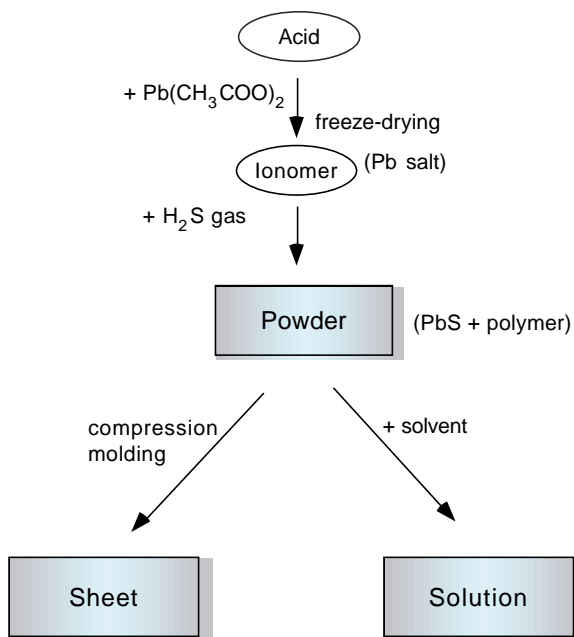 Acid
+ Pb(CH₃COO)₂
freeze-drying
Ionomer
(Pb salt)
+ H₂S gas
Powder
(PbS + polymer)
compression
molding
+ solvent
Sheet
Solution